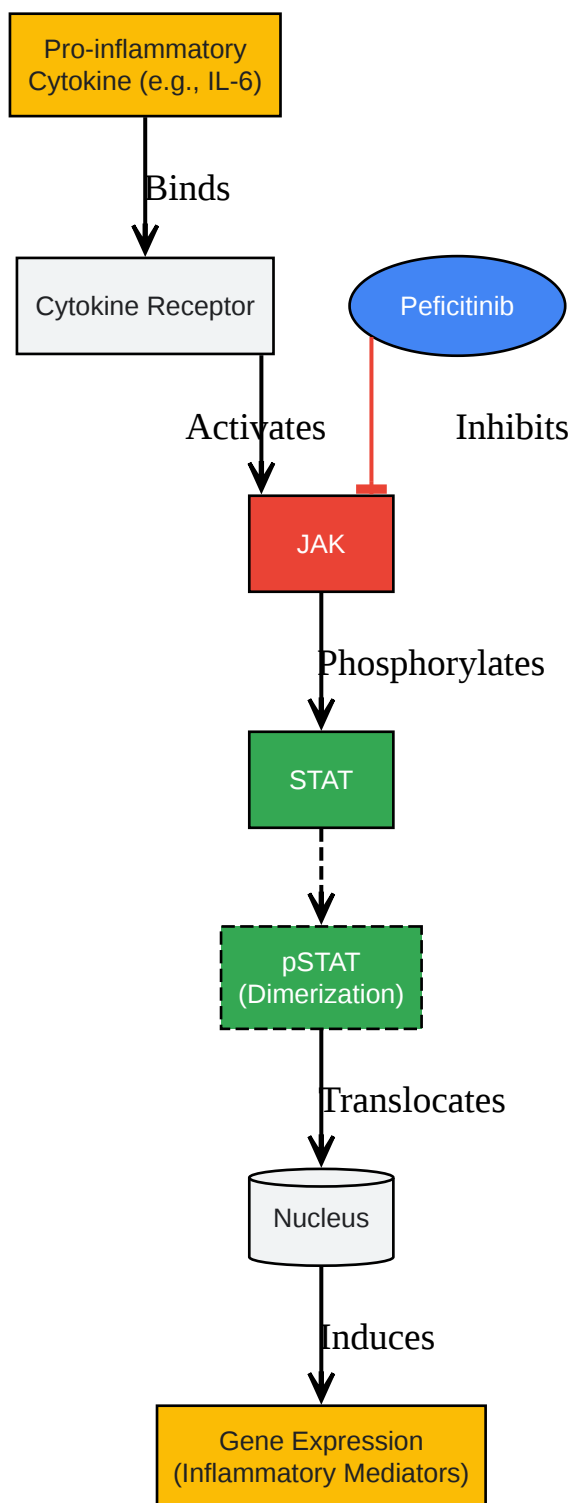 Pro-inflammatory
Cytokine (e.g., IL-6)
Binds
Cytokine Receptor
Peficitinib
Activates
Inhibits
JAK
Phosphorylates
STAT
pSTAT
(Dimerization)
Translocates
Nucleus
Induces
Gene Expression
(Inflammatory Mediators)